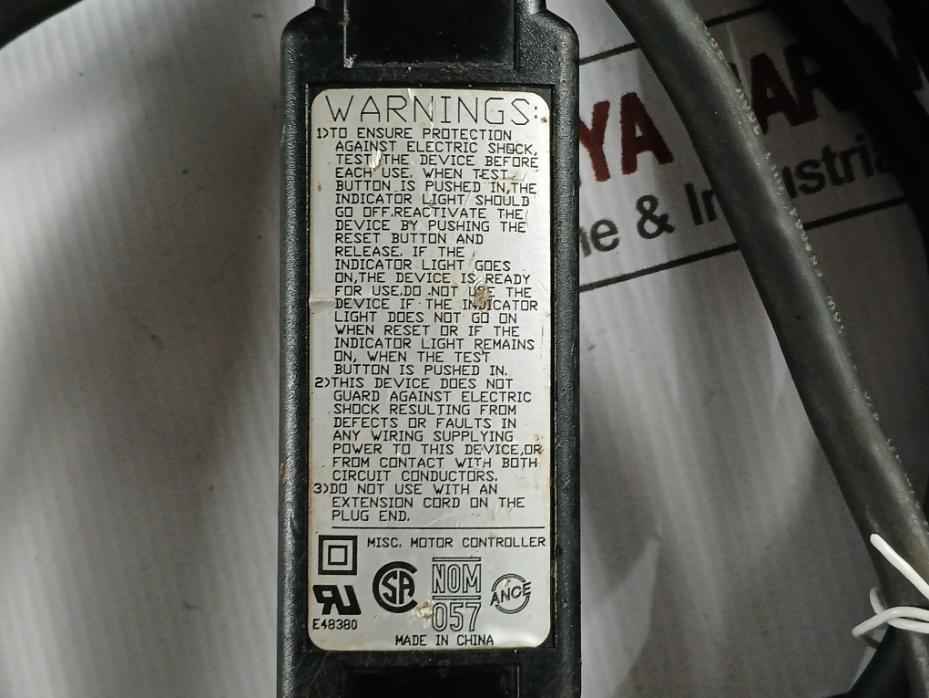 WARNINGS:
1)TO ENSURE PROTECTION
AGAINST ELECTRIC SHOCK,
TEST THE DEVICE BEFORE
EACH USE. WHEN TEST
BUTTON IS PUSHED IN,THE
INDICATOR LIGHT SHOULD
GO OFF.REACTIVATE THE
DEVICE BY PUSHING THE
RESET BUTTON AND
RELEASE. IF THE
INDICATOR LIGHT GOES
ON,THE DEVICE IS READY
FOR USE.DO NOT USE THE
DEVICE IF THE INDICATOR
LIGHT DOES NOT GO ON
WHEN RESET OR IF THE
INDICATOR LIGHT REMAINS
ON, WHEN THE TEST
BUTTON IS PUSHED IN.
2)THIS DEVICE DOES NOT
GUARD AGAINST ELECTRIC
SHOCK RESULTING FROM
DEFECTS OR FAULTS IN
ANY WIRING SUPPLYING
POWER TO THIS DEVICE,OR
FROM CONTACT WITH BOTH
CIRCUIT CONDUCTORS.
3)DO NOT USE WITH AN
EXTENSION CORD ON THE
PLUG END.
MISC. MOTOR CONTROLLER
RU
E48380
SA
NOM
057
ANCE
MADE IN CHINA
YA
ne & Industria